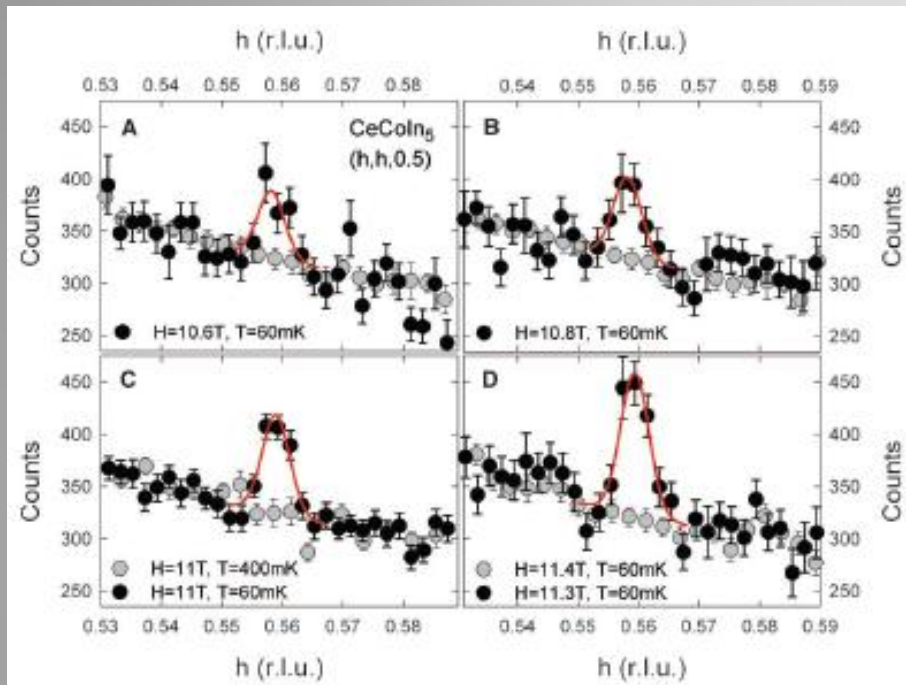 h (r.l.u.) h (r.l.u.)
0.53 0.54 0.55 0.56 0.57 0.58 0.54 0.55 0.56 0.57 0.58 0.59
A CeCoIn5 B
(h,h,0.5)
450 450
400 400
350 350
300 300
250 250
Counts Counts
H=10.6T, T=60mK H=10.8T, T=60mK
C D
450 450
400 400
350 350
300 300
250 250
Counts Counts
H=11T, T=400mK H=11.4T, T=60mK
H=11T, T=60mK H=11.3T, T=60mK
0.53 0.54 0.55 0.56 0.57 0.58 0.54 0.55 0.56 0.57 0.58 0.59
h (r.l.u.) h (r.l.u.)